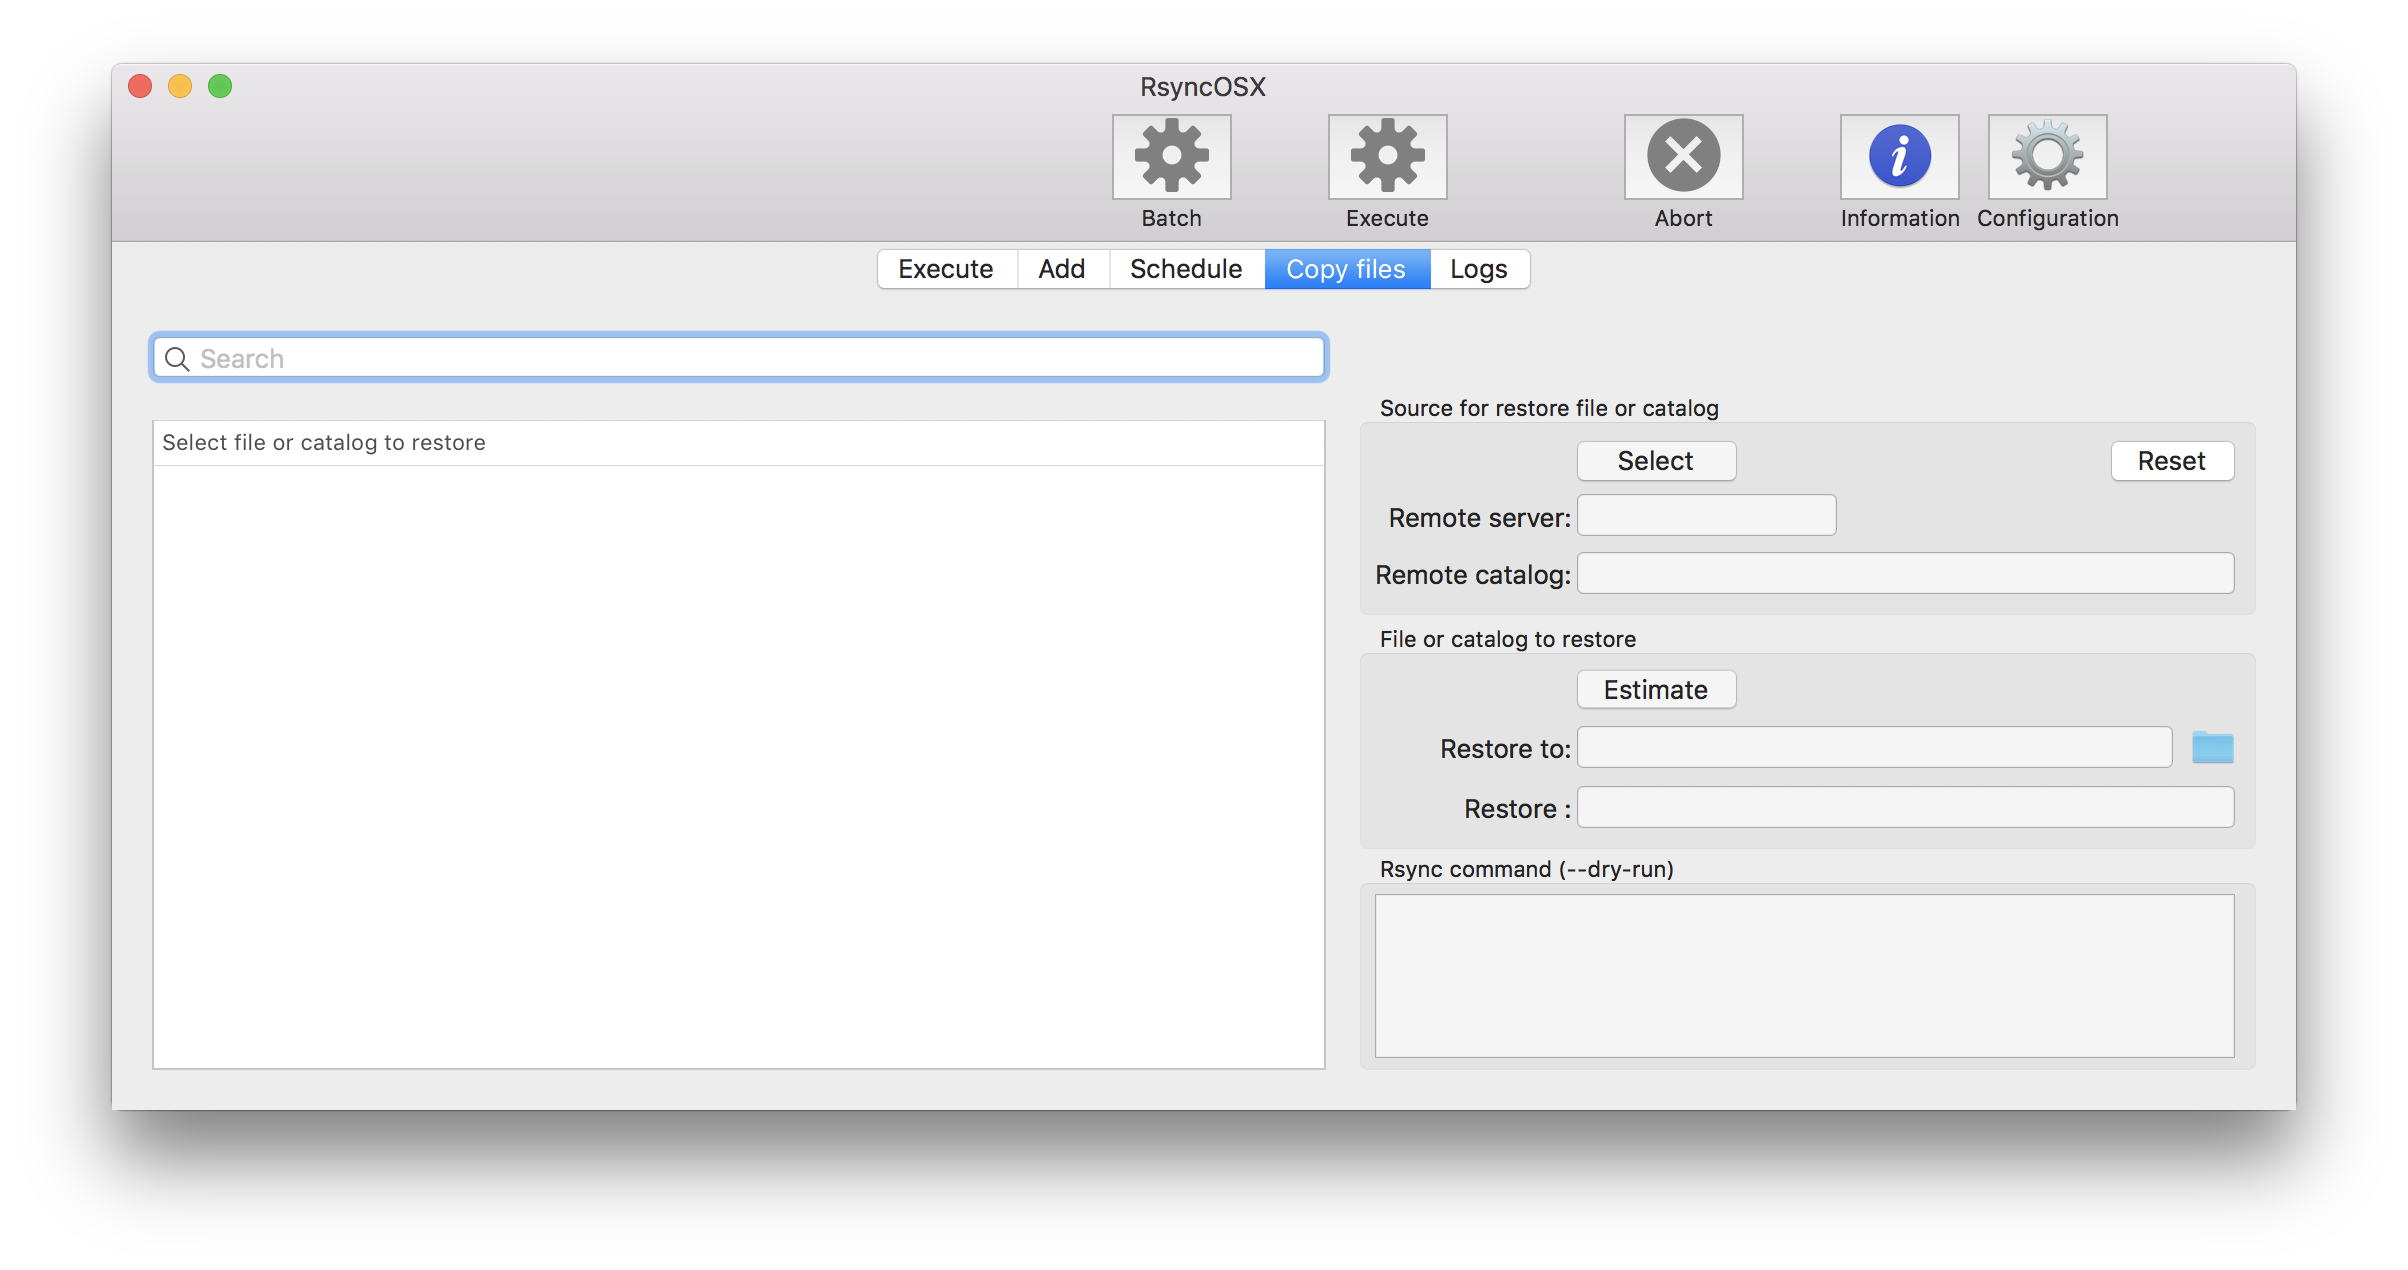 RsyncOSX
Batch Execute Abort Information Configuration
Execute Add Schedule Copy files Logs
Search
Select file or catalog to restore
Source for restore file or catalog
Select Reset
Remote server:
Remote catalog:
File or catalog to restore
Estimate
Restore to:
Restore :
Rsync command (--dry-run)